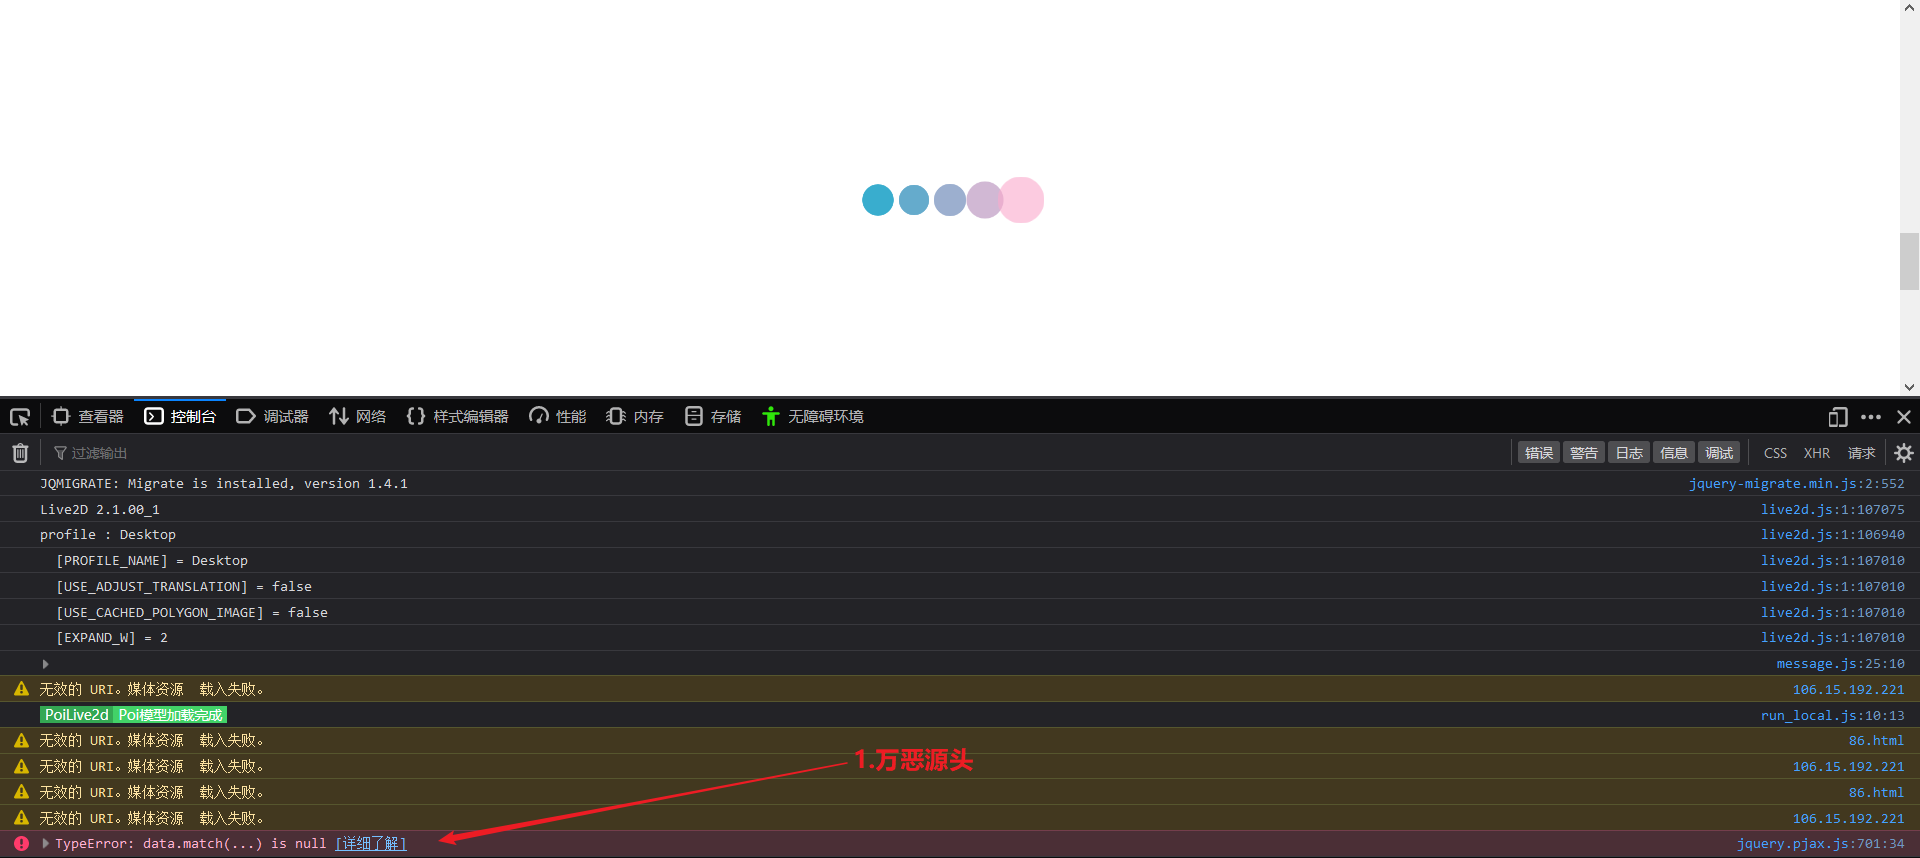 查看器 控制台 调试器 网络 样式编辑器 性能 内存 存储 无障碍环境
过滤输出 错误 警告 日志 信息 调试 CSS XHR 请求
JQMIGRATE: Migrate is installed, version 1.4.1 jquery-migrate.min.js:2:552
Live2D 2.1.00_1 live2d.js:1:107075
profile : Desktop live2d.js:1:106940
[PROFILE_NAME] = Desktop live2d.js:1:107010
[USE_ADJUST_TRANSLATION] = false live2d.js:1:107010
[USE_CACHED_POLYGON_IMAGE] = false live2d.js:1:107010
[EXPAND_W] = 2 live2d.js:1:107010
message.js:25:10
无效的 URI。媒体资源 载入失败。 106.15.192.221
PoiLive2d Poi模型加载完成 run_local.js:10:13
无效的 URI。媒体资源 载入失败。 86.html
1.万恶源头
无效的 URI。媒体资源 载入失败。 106.15.192.221
无效的 URI。媒体资源 载入失败。 86.html
无效的 URI。媒体资源 载入失败。 106.15.192.221
TypeError: data.match(...) is null [详细了解] jquery.pjax.js:701:34